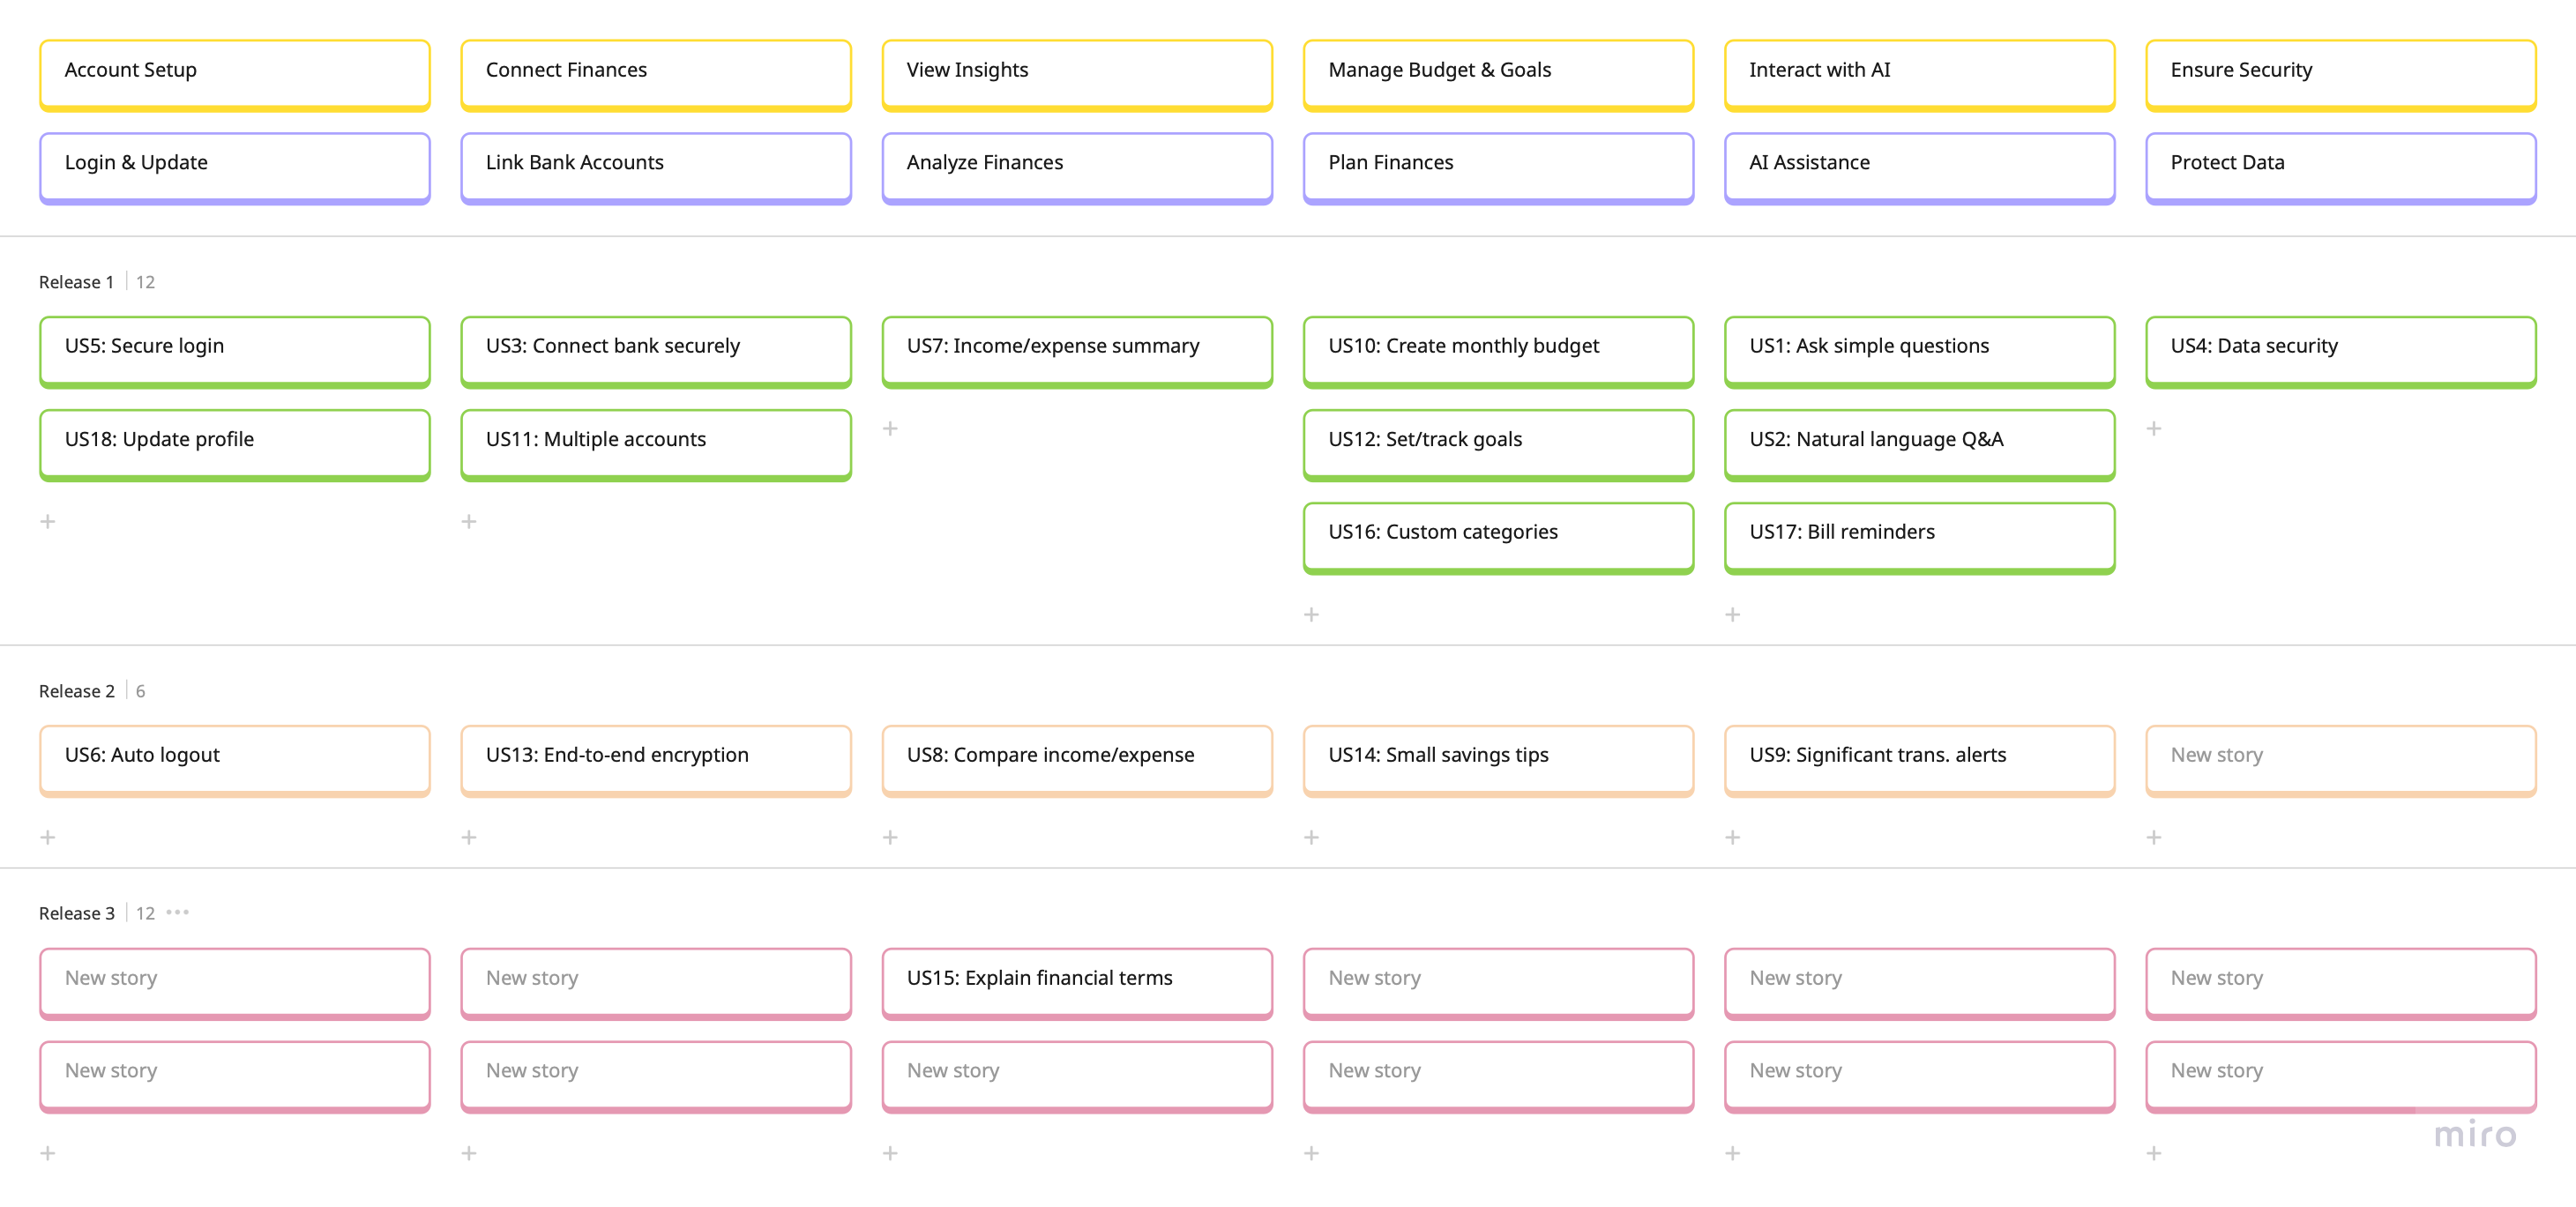 Account Setup
Connect Finances
View Insights
Manage Budget & Goals
Interact with AI
Ensure Security
Login & Update
Link Bank Accounts
Analyze Finances
Plan Finances
AI Assistance
Protect Data
Release 1 | 12
US5: Secure login
US3: Connect bank securely
US7: Income/expense summary
US10: Create monthly budget
US1: Ask simple questions
US4: Data security
US18: Update profile
US11: Multiple accounts
US12: Set/track goals
US2: Natural language Q&A
US16: Custom categories
US17: Bill reminders
Release 2 | 6
US6: Auto logout
US13: End-to-end encryption
US8: Compare income/expense
US14: Small savings tips
US9: Significant trans. alerts
New story
Release 3 | 12 •••
New story
New story
US15: Explain financial terms
New story
New story
New story
New story
New story
New story
New story
New story
New story
miro